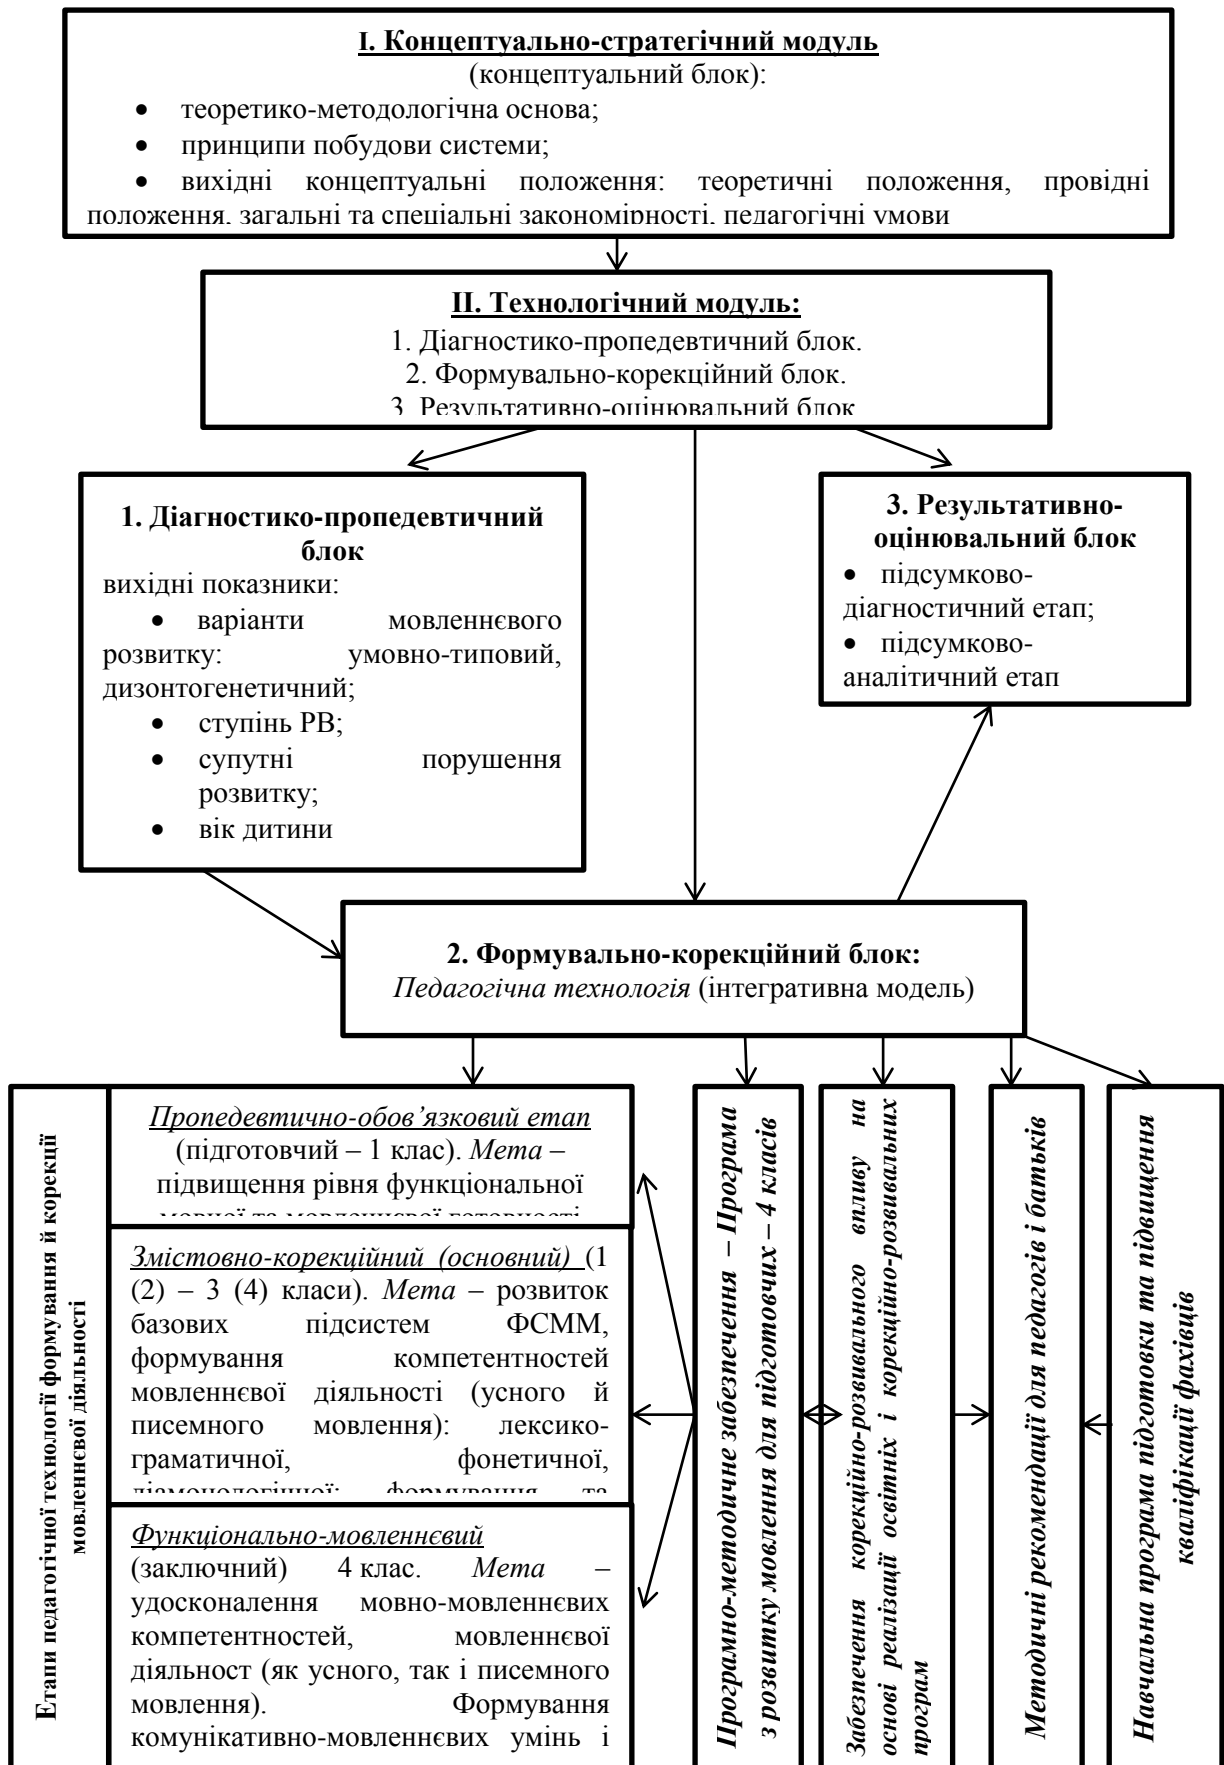 І. Концептуально-стратегічний модуль
(концептуальний блок):
• теоретико-методологічна основа;
• принципи побудови системи;
• вихідні концептуальні положення: теоретичні положення, провідні
положення, загальні та спеціальні закономірності, педагогічні умови
ІІ. Технологічний модуль:
1. Діагностико-пропедевтичний блок.
2. Формувально-корекційний блок.
3. Результативно-оцінювальний блок
1. Діагностико-пропедевтичний
блок
вихідні показники:
• варіанти мовленнєвого
розвитку: умовно-типовий,
дизонтогенетичний;
• ступінь РВ;
• супутні порушення
розвитку;
• вік дитини
3. Результативно-
оцінювальний блок
• підсумково-
діагностичний етап;
• підсумково-
аналітичний етап
2. Формувально-корекційний блок:
Педагогічна технологія (інтегративна модель)
Етапи педагогічної технології формування й корекції
мовленнєвої діяльності
Пропедевтично-обов’язковий етап
(підготовчий – 1 клас). Мета –
підвищення рівня функціональної
мовної та мовленнєвої готовності
Змістовно-корекційний (основний) (1
(2) – 3 (4) класи). Мета – розвиток
базових підсистем ФСММ,
формування компетентностей
мовленнєвої діяльності (усного й
писемного мовлення): лексико-
граматичної, фонетичної,
діамонологічної; формування та
Функціонально-мовленнєвий
(заключний) 4 клас. Мета –
удосконалення мовно-мовленнєвих
компетентностей, мовленнєвої
діяльност (як усного, так і писемного
мовлення). Формування
комунікативно-мовленнєвих умінь і
Програмно-методичне забезпечення – Програма
з розвитку мовлення для підготовчих – 4 класів
Забезпечення корекційно-розвивального впливу на
основі реалізації освітніх і корекційно-розвивальних
програм
Методичні рекомендації для педагогів і батьків
Навчальна програма підготовки та підвищення
кваліфікації фахівців